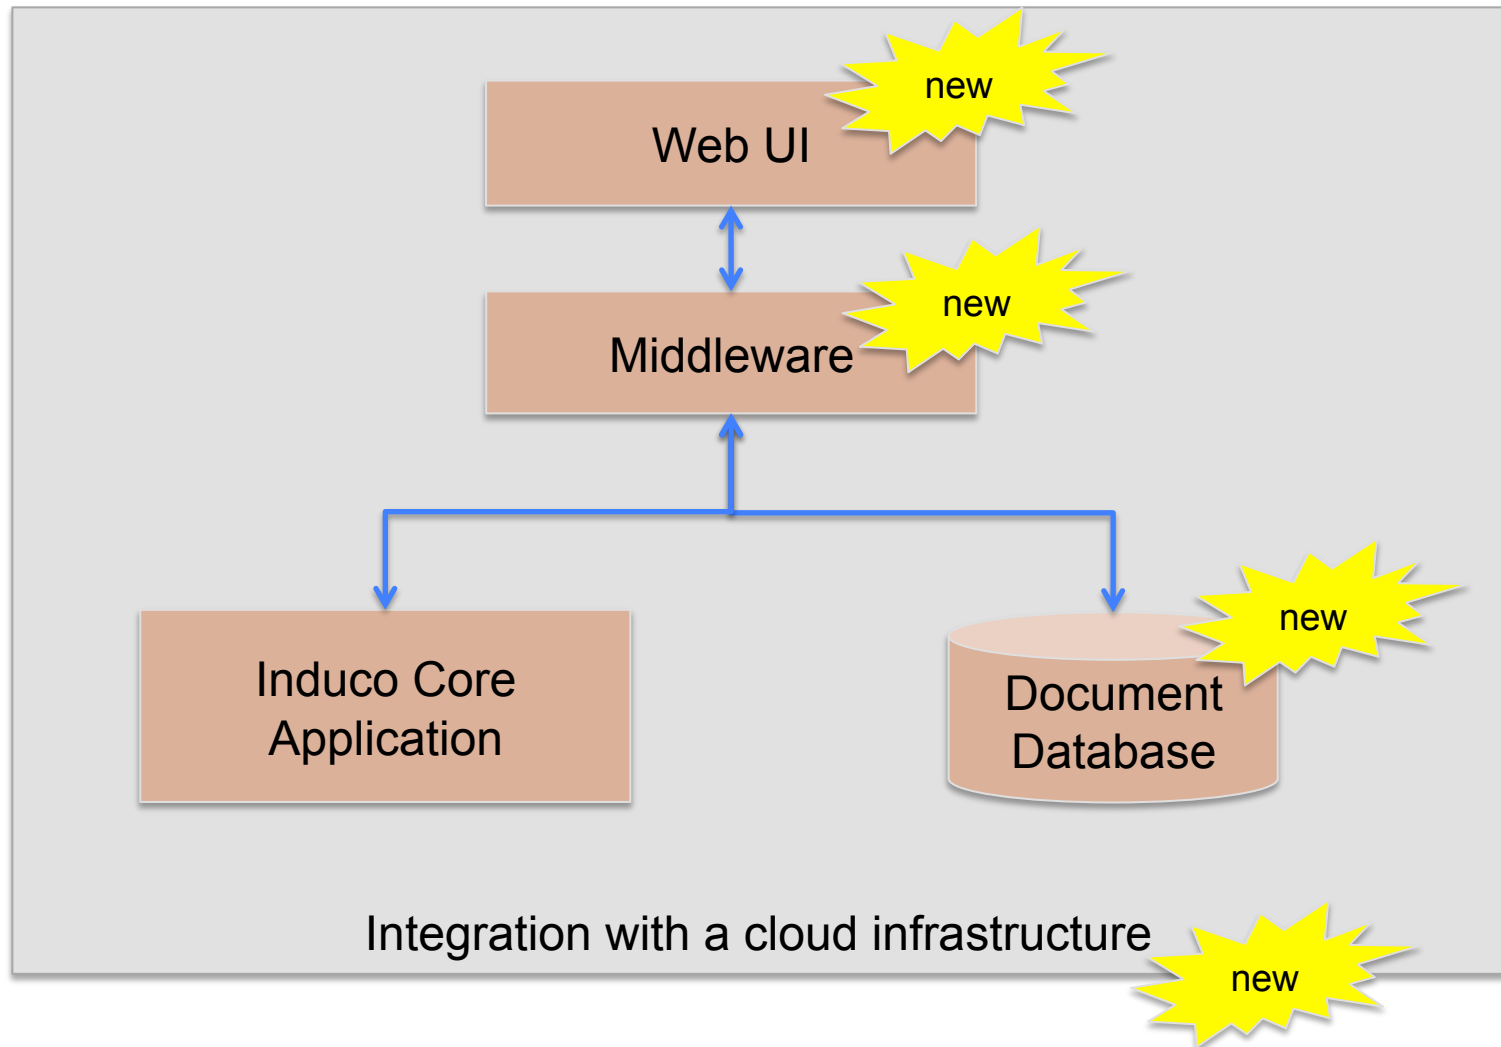 new
Web UI
new
Middleware
new
Induco Core
Application
Document
Database
Integration with a cloud infrastructure
new